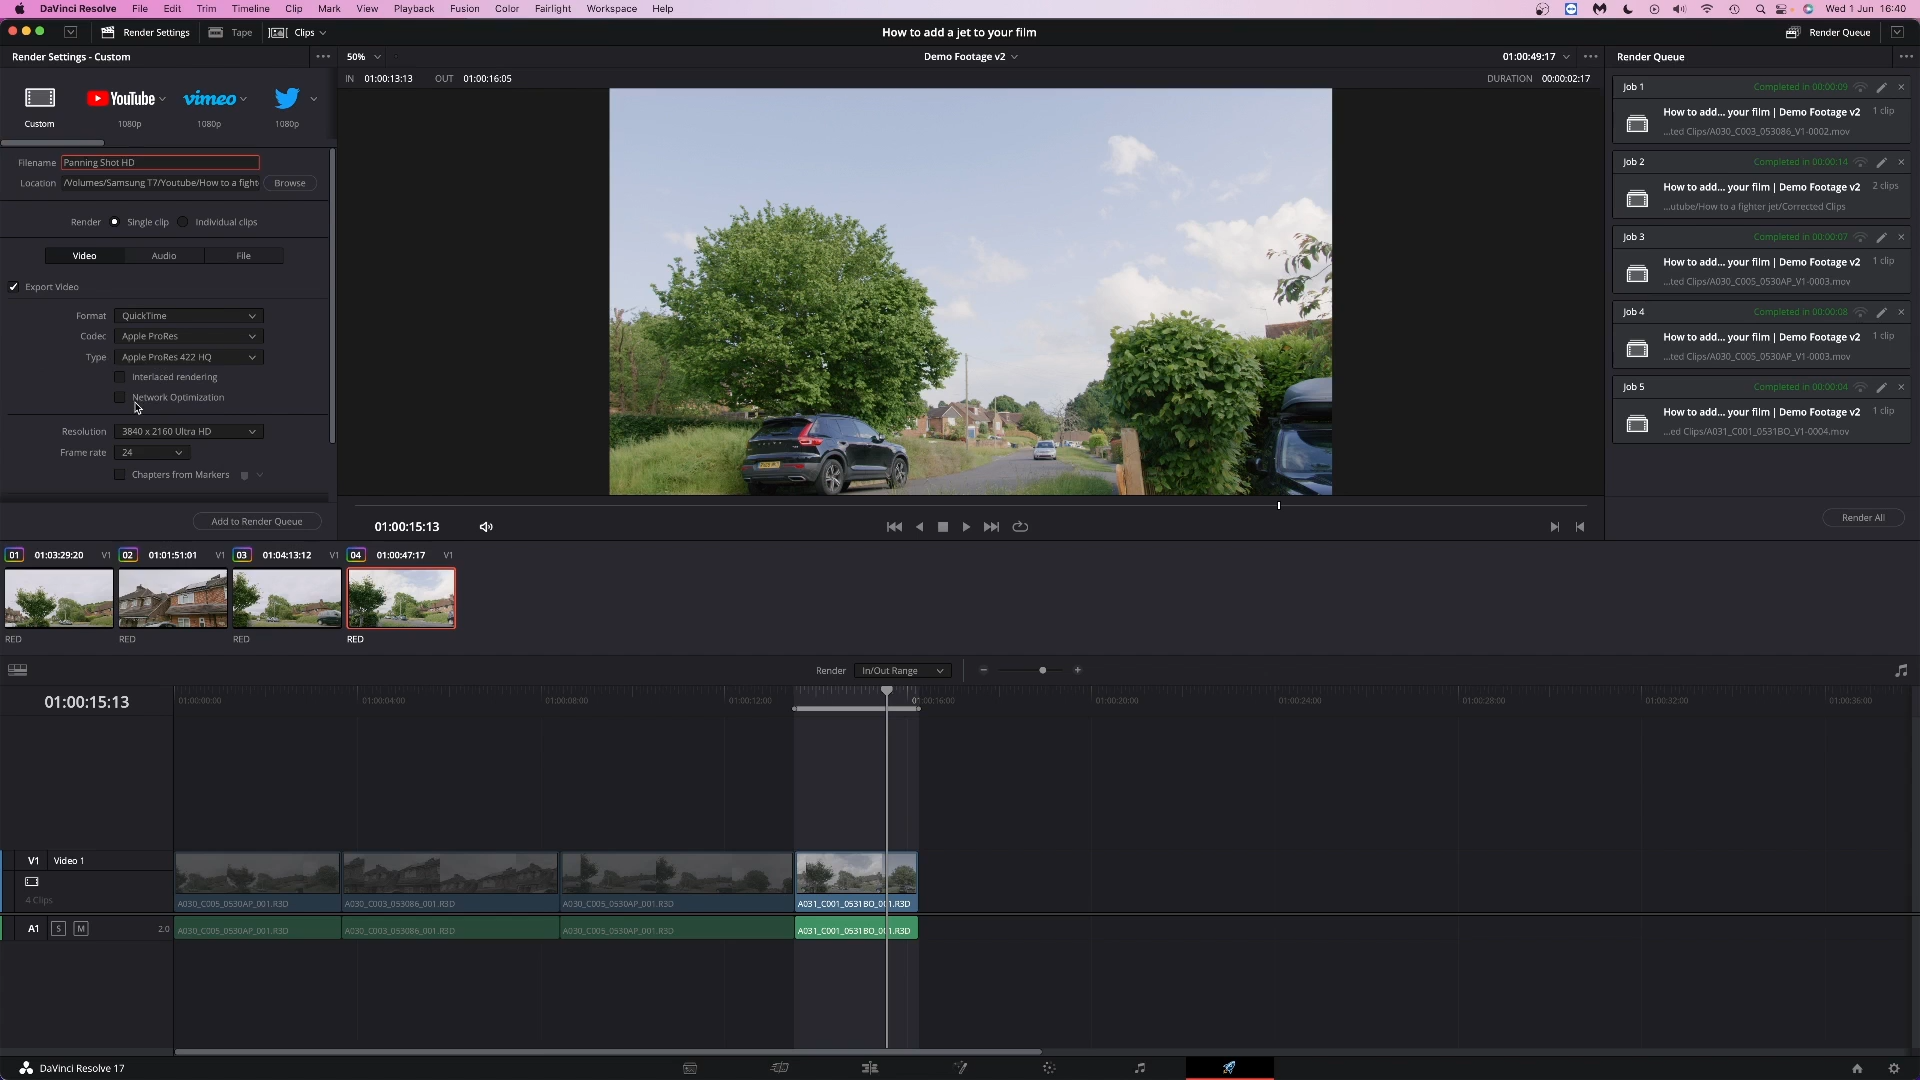 DaVinci Resolve File Edit Trim Timeline Clip Mark View Playback Fusion Color Fairlight Workspace Help Wed 1 Jun 16:40
Render Settings Tape Clips How to add a jet to your film Render Queue
Render Settings - Custom 50% Demo Footage v2 01:00:49:17 Render Queue
IN 01:00:13:13 OUT 01:00:16:05 DURATION 00:00:02:17
YouTube vimeo
Custom 1080p 1080p 1080p
Filename Panning Shot HD
Location /Volumes/Samsung T7/Youtube/How to a fight Browse
Render Single clip Individual clips
Video Audio File
Export Video
Format QuickTime
Codec Apple ProRes
Type Apple ProRes 422 HQ
Interlaced rendering
Network Optimization
Resolution 3840 x 2160 Ultra HD
Frame rate 24
Chapters from Markers
Add to Render Queue
01:00:15:13
Job 1 Completed in 00:00:09
How to add... your film | Demo Footage v2 1 clip
...ted Clips/A030_C003_053086_V1-0002.mov
Job 2 Completed in 00:00:14
How to add... your film | Demo Footage v2 2 clips
...utube/How to a fighter jet/Corrected Clips
Job 3 Completed in 00:00:07
How to add... your film | Demo Footage v2 1 clip
...ted Clips/A030_C005_0530AP_V1-0003.mov
Job 4 Completed in 00:00:08
How to add... your film | Demo Footage v2 1 clip
...ted Clips/A030_C005_0530AP_V1-0003.mov
Job 5 Completed in 00:00:04
How to add... your film | Demo Footage v2 1 clip
...ed Clips/A031_C001_0531BO_V1-0004.mov
Render All
01 01:03:29:20 V1 02 01:01:51:01 V1 03 01:04:13:12 V1 04 01:00:47:17 V1
RED RED RED RED
Render In/Out Range
01:00:15:13 01:00:00:00 01:00:04:00 01:00:08:00 01:00:12:00 01:00:16:00 01:00:20:00 01:00:24:00 01:00:28:00 01:00:32:00 01:00:36:00
V1 Video 1
4 Clips A030_C005_0530AP_001.R3D A030_C003_053086_001.R3D A030_C005_0530AP_001.R3D A031_C001_0531BO_001.R3D
A1 S M 2.0 A030_C005_0530AP_001.R3D A030_C003_053086_001.R3D A030_C005_0530AP_001.R3D A031_C001_0531BO_001.R3D
DaVinci Resolve 17